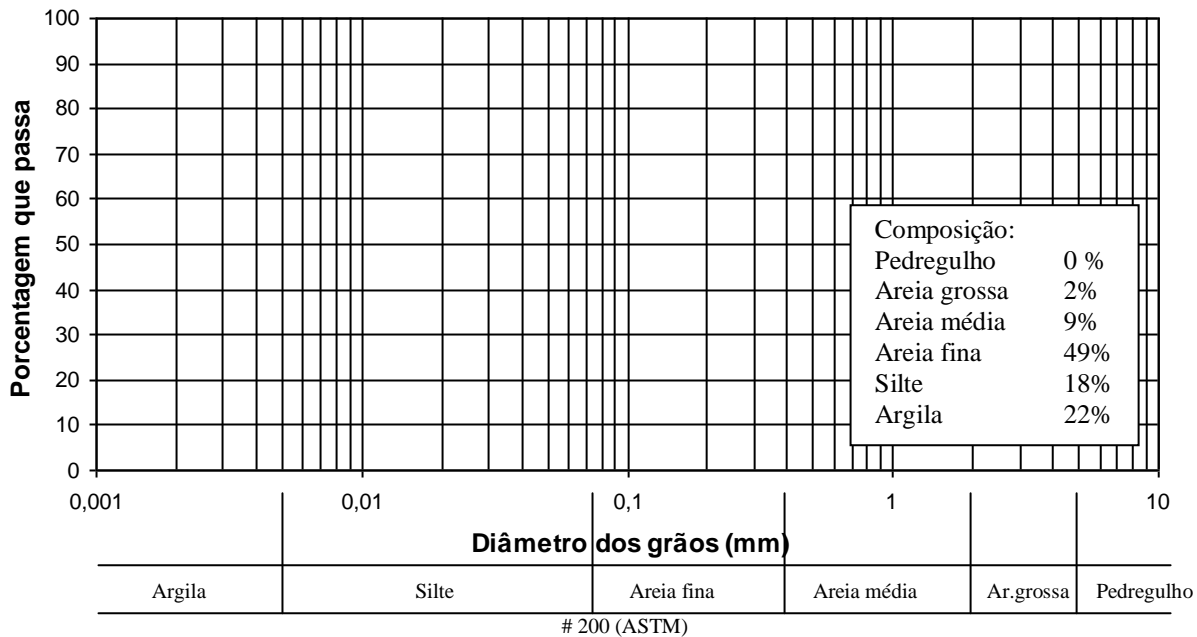 Porcentagem que passa
100
90
80
70
60
50
40
30
20
10
0
Composição:
Pedregulho 0 %
Areia grossa 2%
Areia média 9%
Areia fina 49%
Silte 18%
Argila 22%
0,001 0,01 0,1 1 10
Diâmetro dos grãos (mm)
Argila Silte Areia fina Areia média Ar.grossa Pedregulho
# 200 (ASTM)